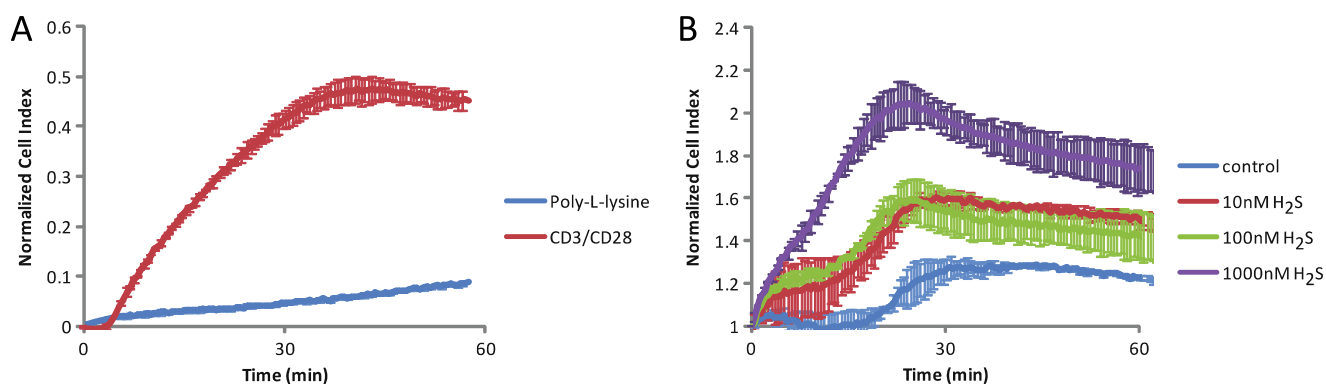 A
Normalized Cell Index
0.6
0.5
0.4
0.3
0.2
0.1
0
0 30 60
Time (min)
Poly-L-lysine
CD3/CD28
B
Normalized Cell Index
2.4
2.2
2
1.8
1.6
1.4
1.2
1
0 30 60
Time (min)
control
10nM H₂S
100nM H₂S
1000nM H₂S